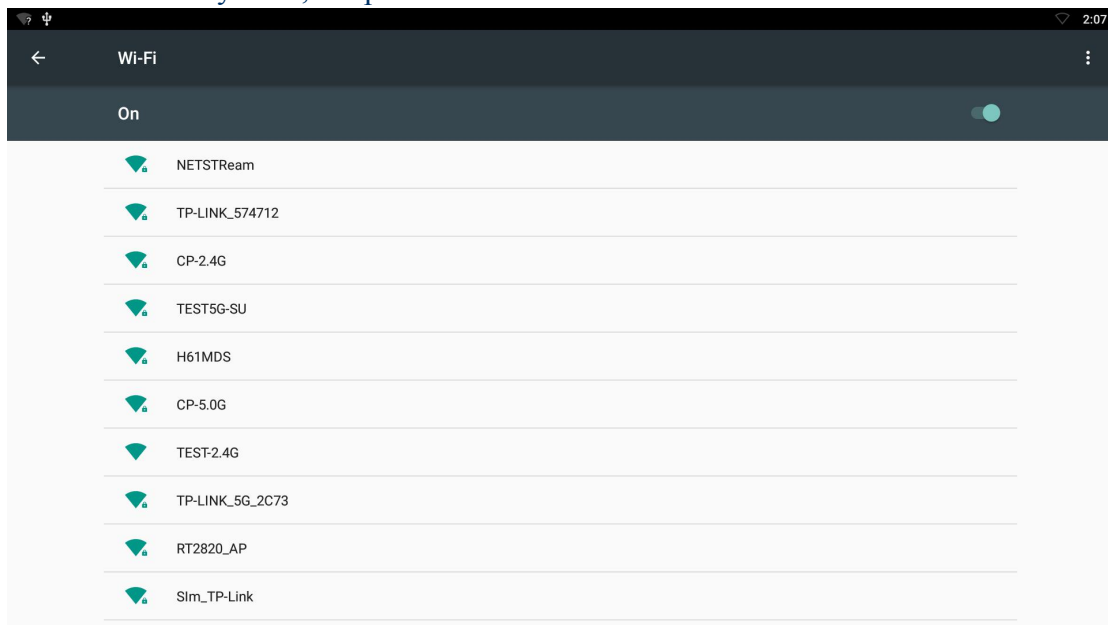 2:07
Wi-Fi
On
NETSTReam
TP-LINK_574712
CP-2.4G
TEST5G-SU
H61MDS
CP-5.0G
TEST-2.4G
TP-LINK_5G_2C73
RT2820_AP
SIm_TP-Link